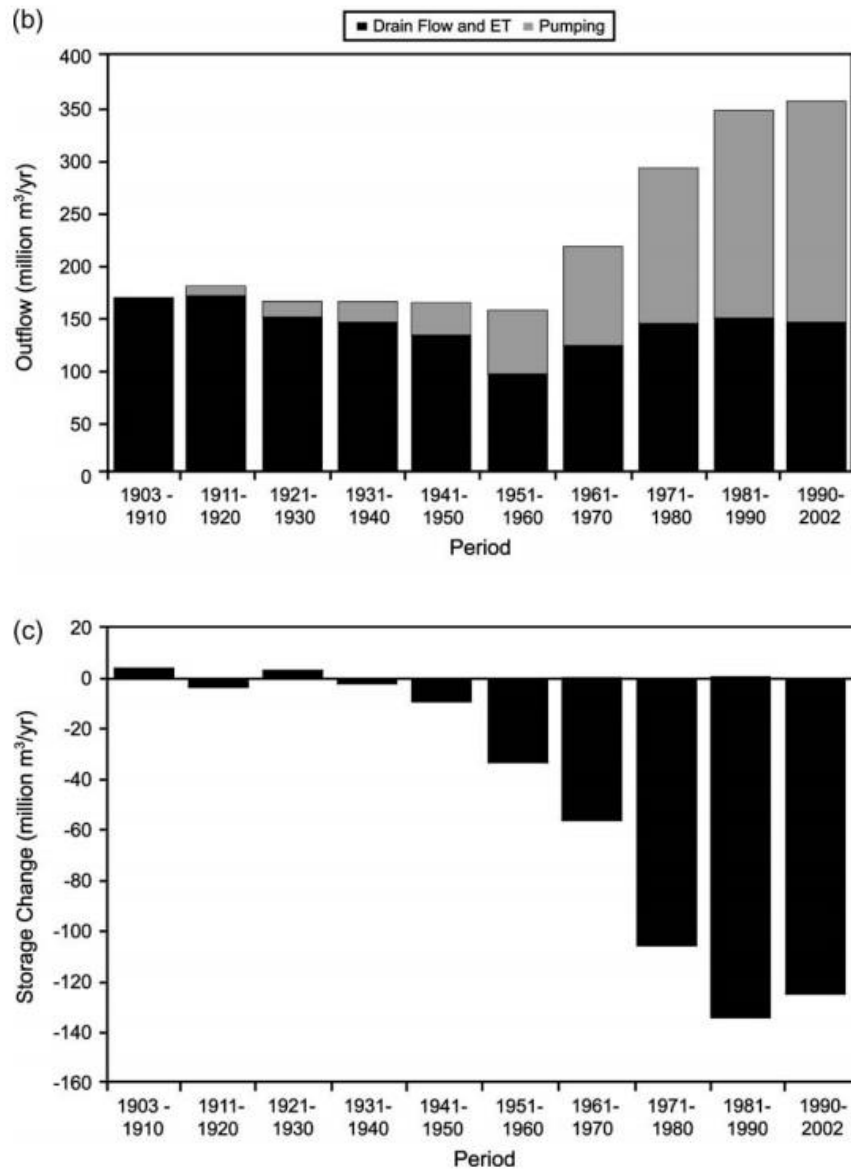 (b)
Drain Flow and ET Pumping
400
350
300
250
200
150
100
50
0
Outflow (million m³/yr)
1903 - 1911- 1921- 1931- 1941- 1951- 1961- 1971- 1981- 1990-
1910 1920 1930 1940 1950 1960 1970 1980 1990 2002
Period
(c)
20
0
-20
-40
-60
-80
-100
-120
-140
-160
Storage Change (million m³/yr)
1903 - 1911- 1921- 1931- 1941- 1951- 1961- 1971- 1981- 1990-
1910 1920 1930 1940 1950 1960 1970 1980 1990 2002
Period